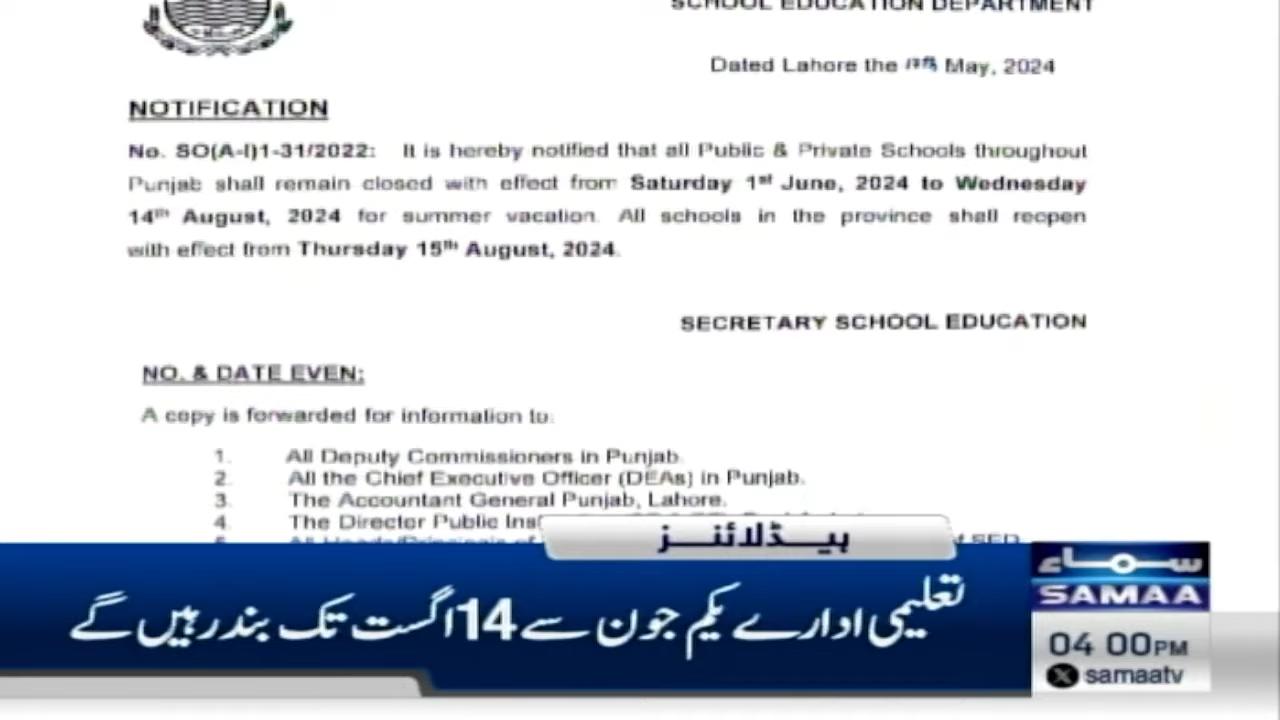 SCHOOL EDUCATION DEPARTMENT
Dated Lahore the May, 2024
NOTIFICATION
No. SO(A-I)1-31/2022: It is hereby notified that all Public & Private Schools throughout
Punjab shall remain closed with effect from Saturday 1st June, 2024 to Wednesday
14th August, 2024 for summer vacation. All schools in the province shall reopen
with effect from Thursday 15th August, 2024.
SECRETARY SCHOOL EDUCATION
NO. & DATE EVEN:
A copy is forwarded for information to:
1. All Deputy Commissioners in Punjab.
2. All the Chief Executive Officer (DEAs) in Punjab.
3. The Accountant General Punjab, Lahore.
4. The Director Public
of SED
ہیڈلائنز
تعلیمی ادارے یکم جون سے 14 اگست تک بند رہیں گے
سماء
SAMAA
04 00PM
X samaatv